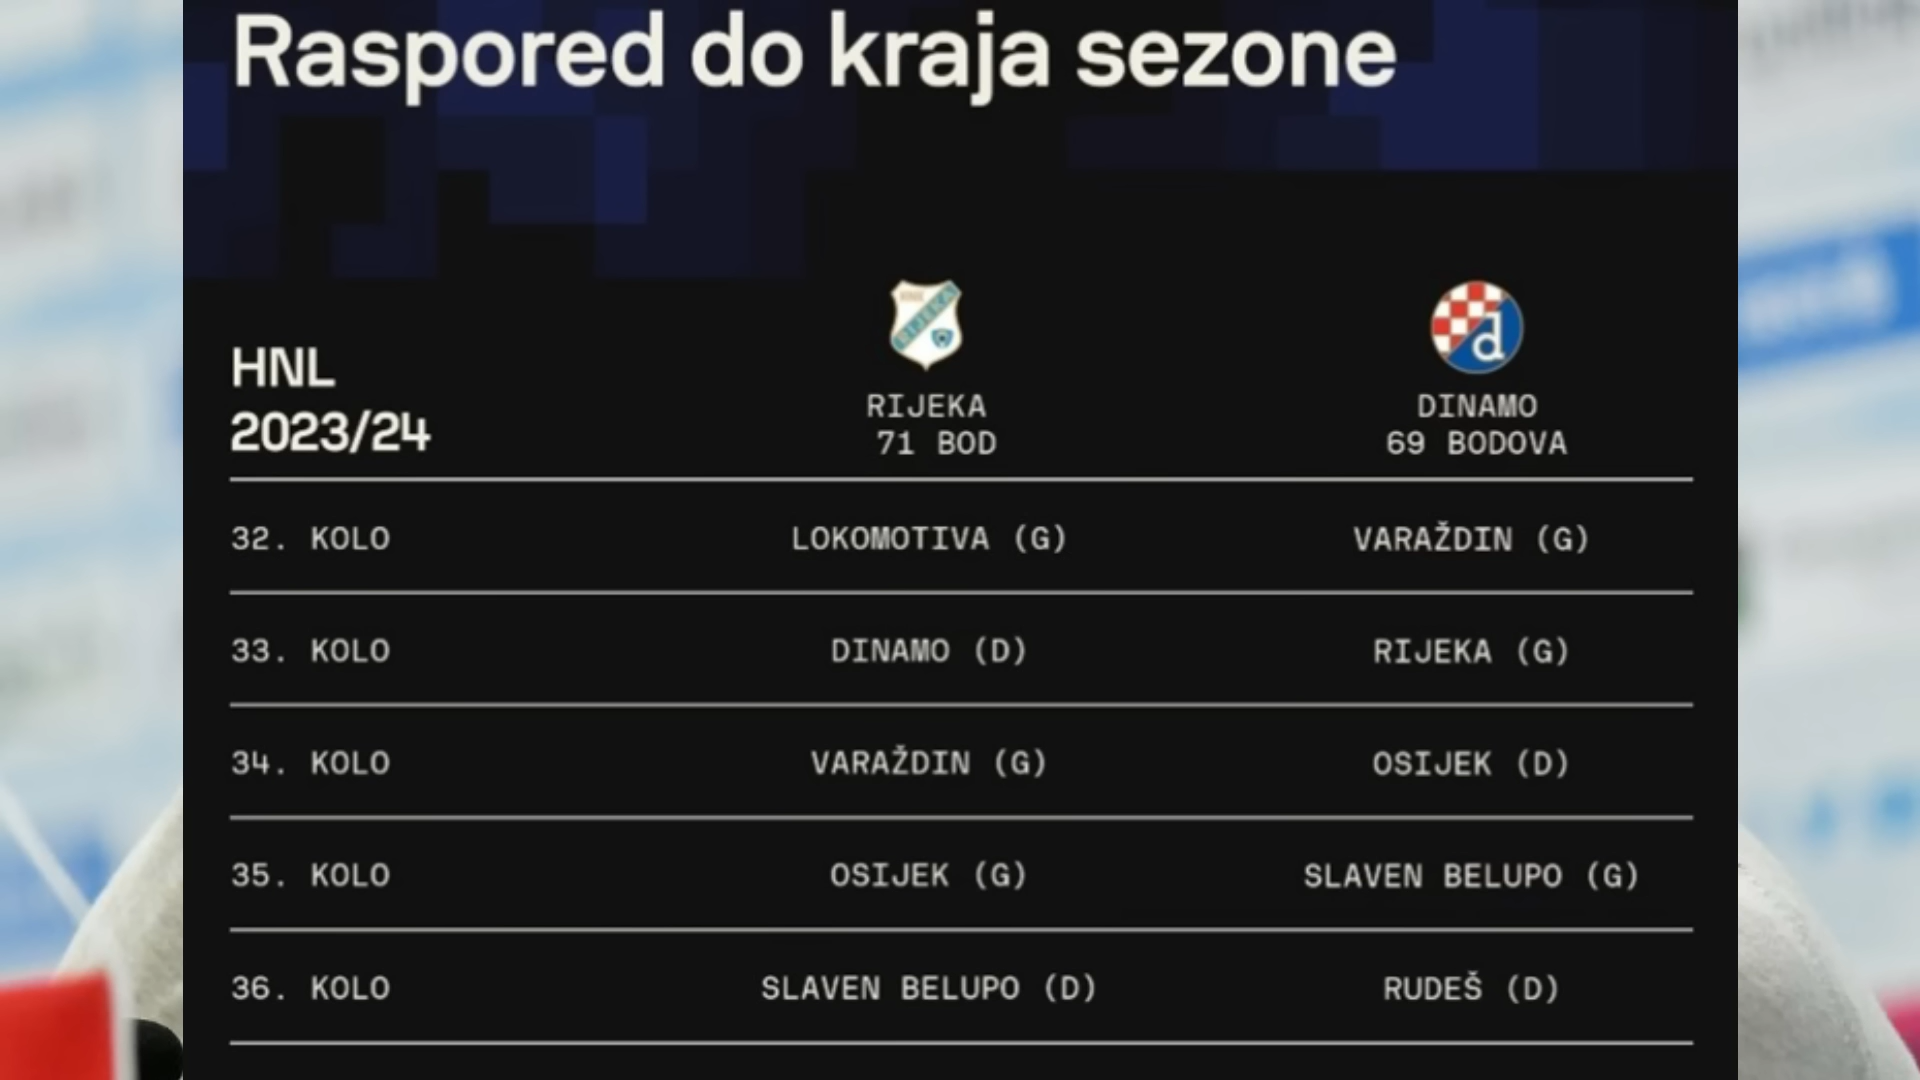 Raspored do kraja sezone
HNL
2023/24
RIJEKA
71 BOD
DINAMO
69 BODOVA
32. KOLO LOKOMOTIVA (G) VARAŽDIN (G)
33. KOLO DINAMO (D) RIJEKA (G)
34. KOLO VARAŽDIN (G) OSIJEK (D)
35. KOLO OSIJEK (G) SLAVEN BELUPO (G)
36. KOLO SLAVEN BELUPO (D) RUDEŠ (D)